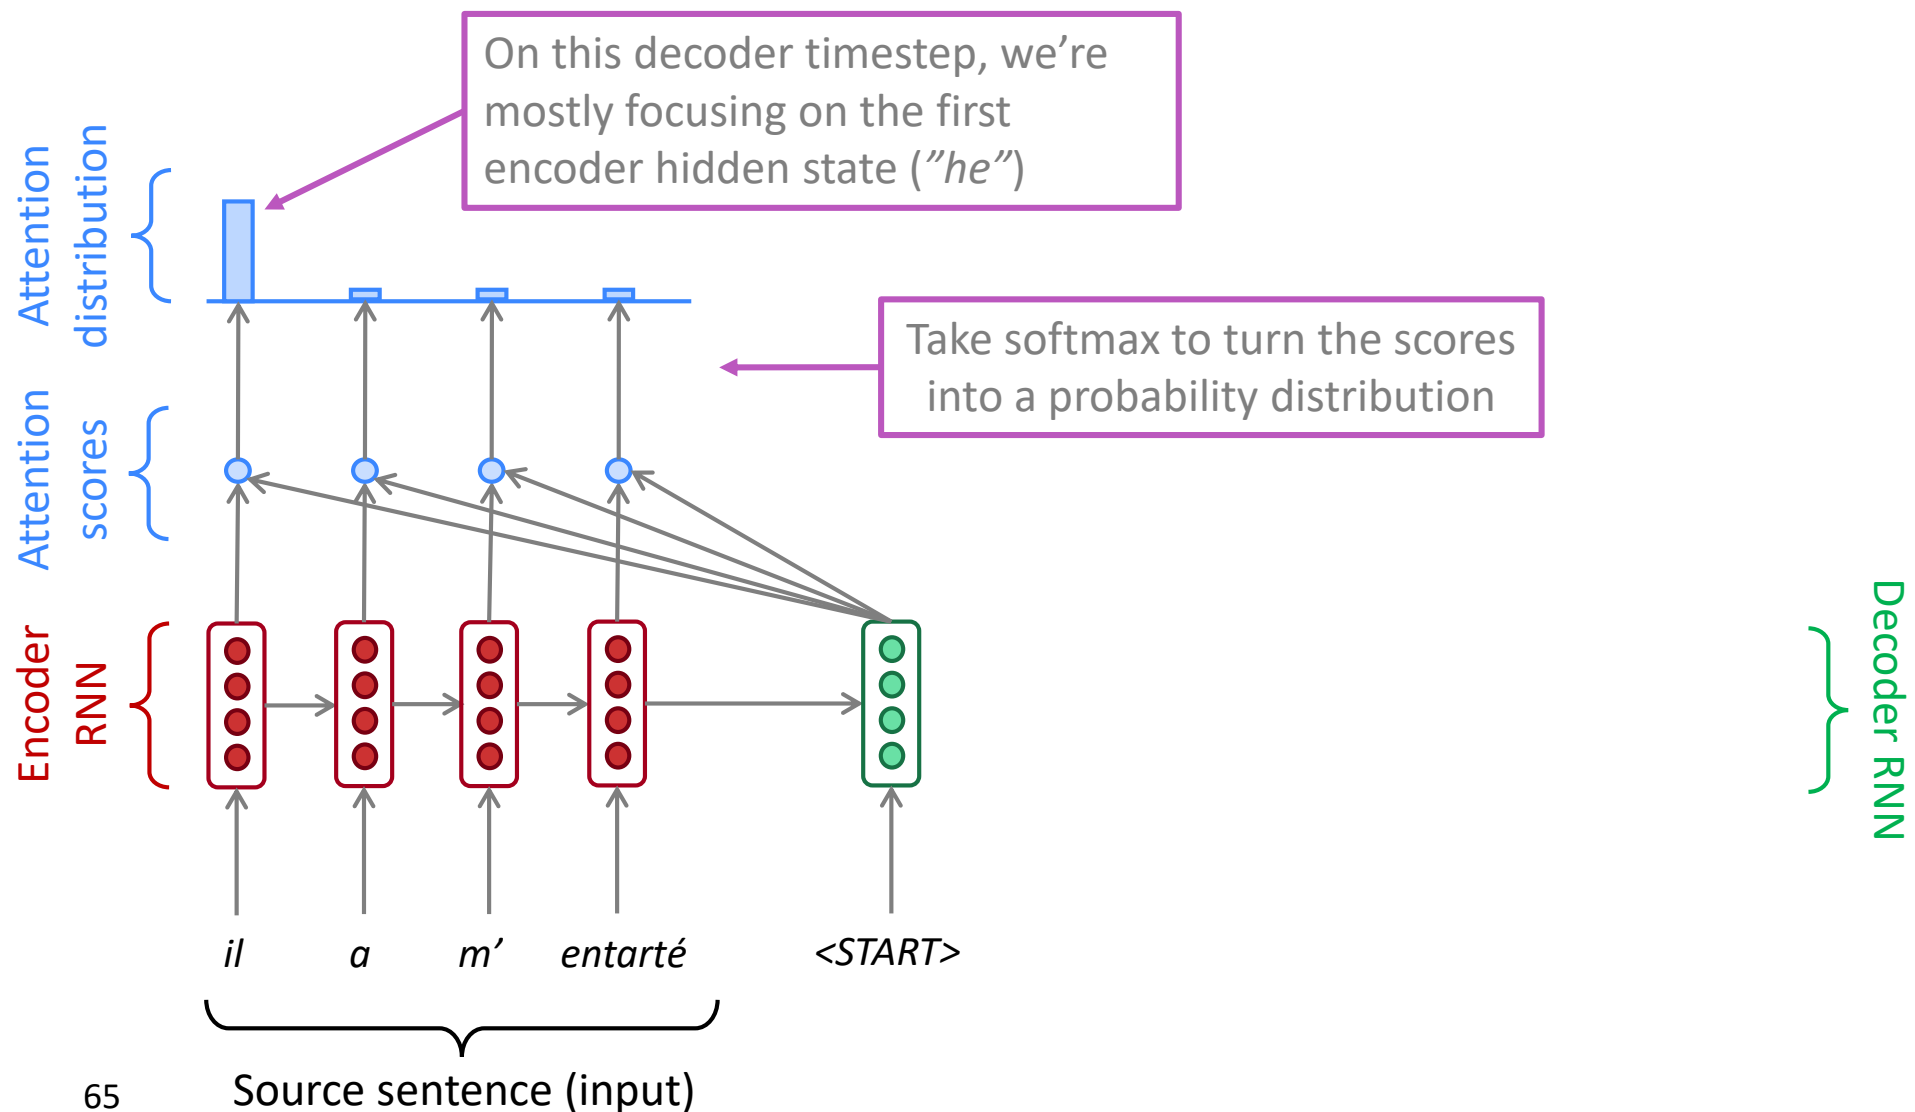 On this decoder timestep, we’re
mostly focusing on the first
encoder hidden state (”he”)
Attention
distribution
Take softmax to turn the scores
into a probability distribution
Attention
scores
Encoder
RNN
Decoder RNN
il a m’ entarté <START>
Source sentence (input)
65